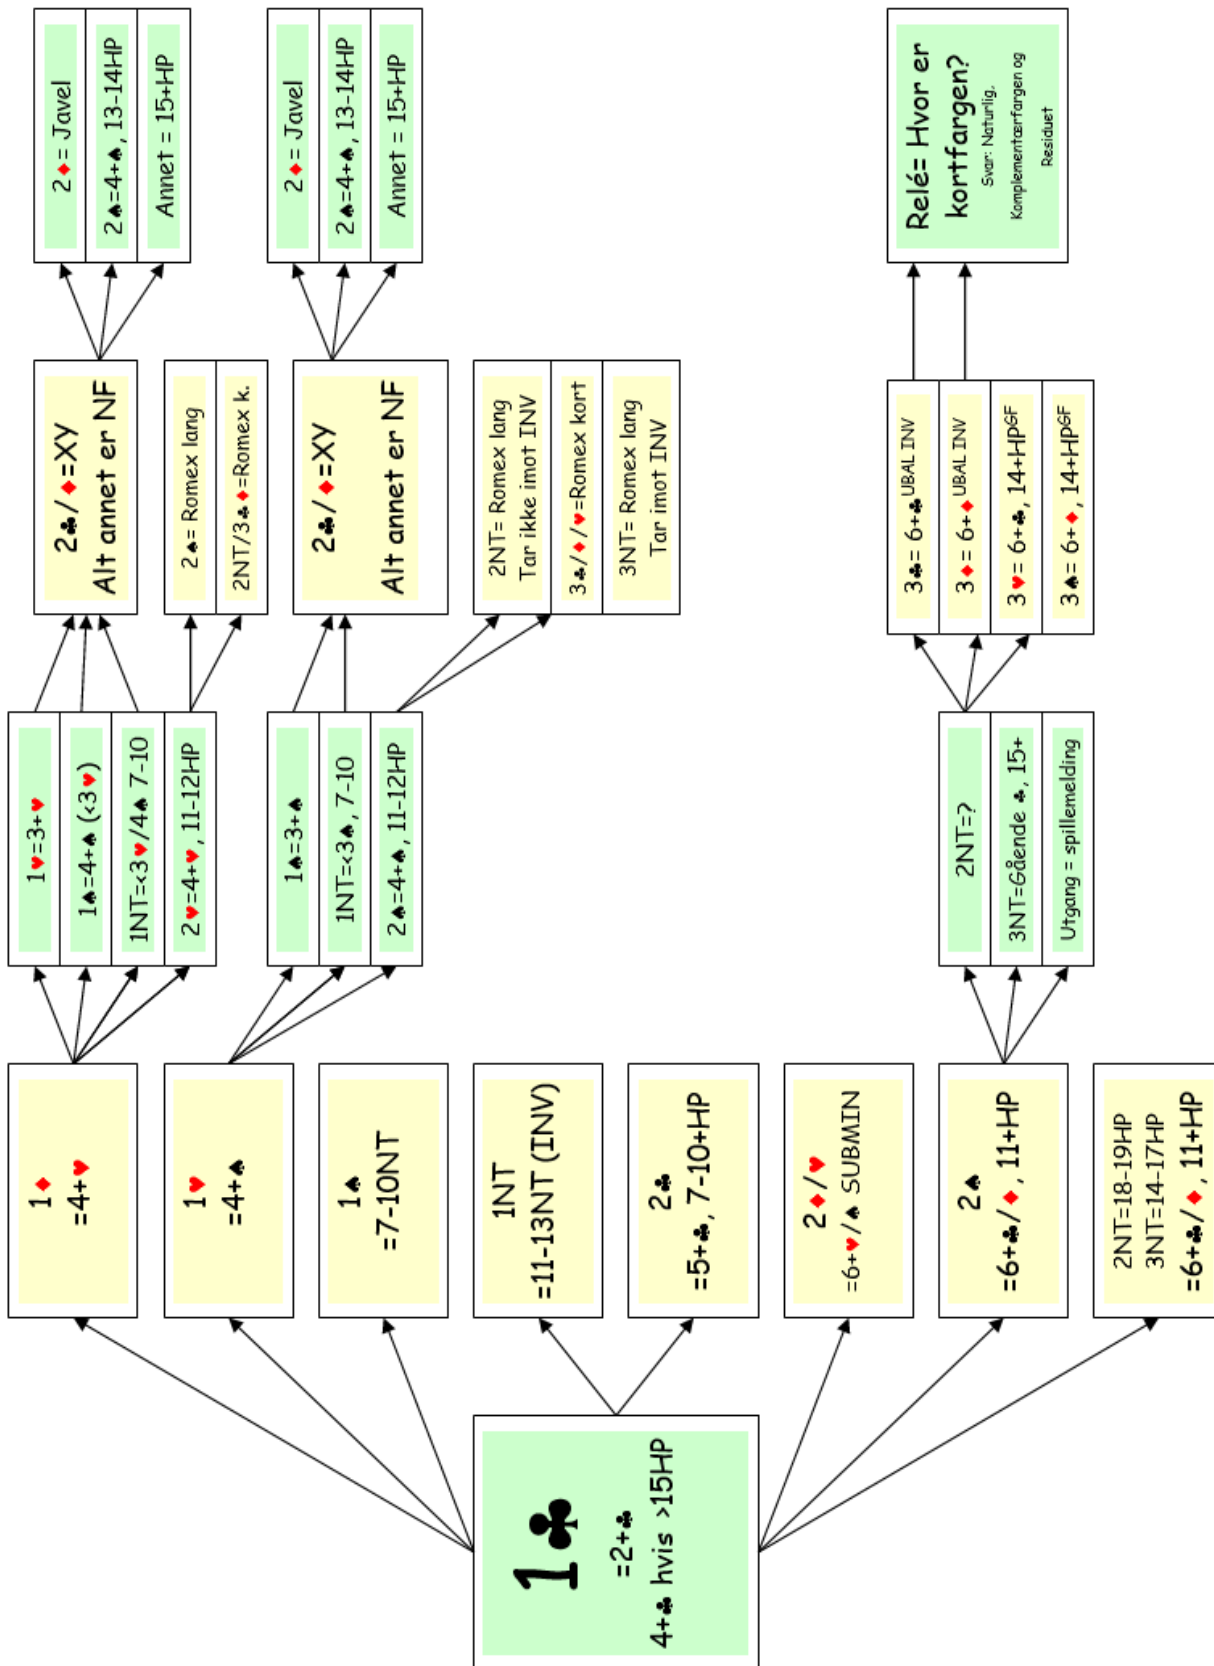 1♣
=2+♣
4+♣ hvis >15HP
1♦
=4+♥
1♥
=4+♠
1♠
=7-10NT
1NT
=11-13NT (INV)
2♣
=5+♣, 7-10+HP
2♦/♥
=6+♥/♠ SUBMIN
2♠
=6+♣/♦, 11+HP
2NT=18-19HP
3NT=14-17HP
=6+♣/♦, 11+HP
1♥=3+♥
1♠=4+♠ (<3♥)
1NT=<3♥/4♠ 7-10
2♥=4+♥, 11-12HP
1♠=3+♠
1NT=<3♠, 7-10
2♠=4+♠, 11-12HP
2NT=?
3NT=Gående ♣, 15+
Utgang = spillemelding
2♣/♦=XY
Alt annet er NF
2♠= Romex lang
2NT/3♣♦=Romex k.
2♣/♦=XY
Alt annet er NF
2NT= Romex lang
Tar ikke imot INV
3♣/♦/♥=Romex kort
3NT= Romex lang
Tar imot INV
3♣= 6+♣ UBAL INV
3♦= 6+♦ UBAL INV
3♥= 6+♣, 14+HP GF
3♠= 6+♦, 14+HP GF
2♦= Javel
2♠=4+♠, 13-14HP
Annet = 15+HP
2♦= Javel
2♠=4+♠, 13-14HP
Annet = 15+HP
Relé= Hvor er
kortfargen?
Svar: Naturlig,
Komplementærfargen og
Residuet